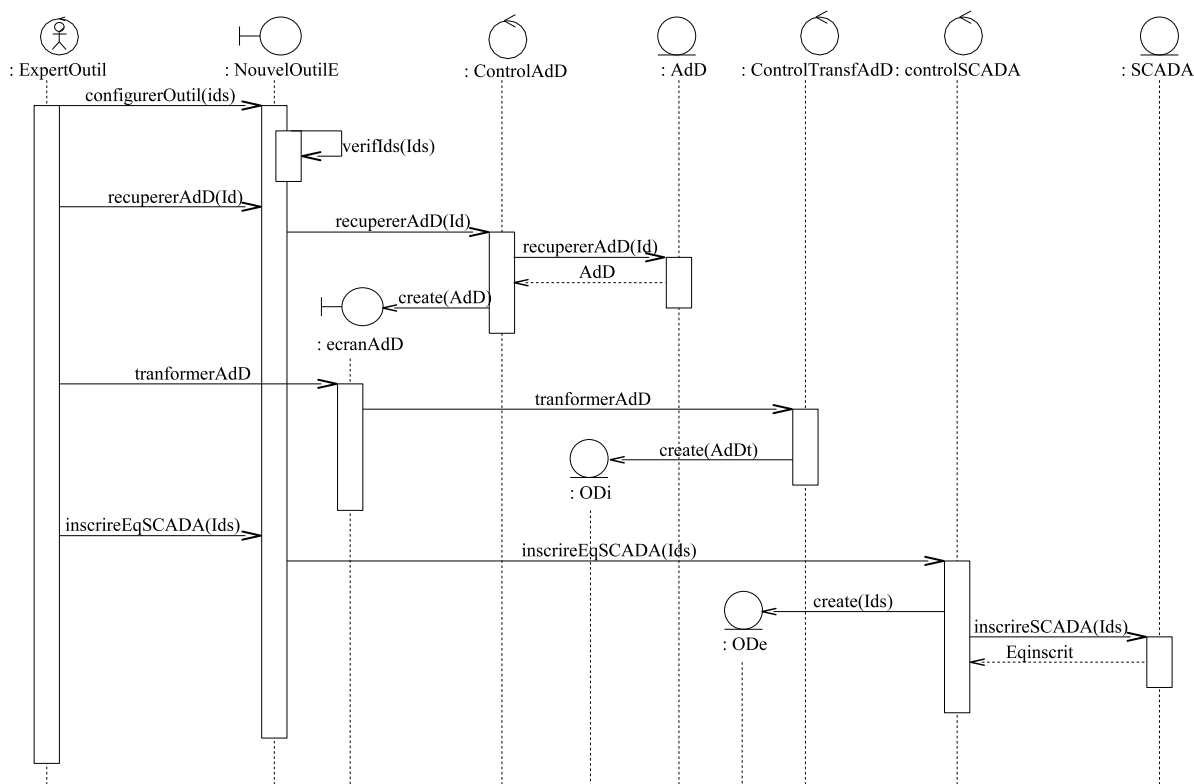 : ExpertOutil
: NouvelOutilE
: ControlAdD
: AdD
: ControlTransfAdD
: controlSCADA
: SCADA
configurerOutil(ids)
verifIds(Ids)
recupererAdD(Id)
recupererAdD(Id)
recupererAdD(Id)
AdD
create(AdD)
: ecranAdD
tranformerAdD
tranformerAdD
create(AdDt)
: ODi
inscrireEqSCADA(Ids)
inscrireEqSCADA(Ids)
create(Ids)
: ODe
inscrireSCADA(Ids)
Eqinscrit